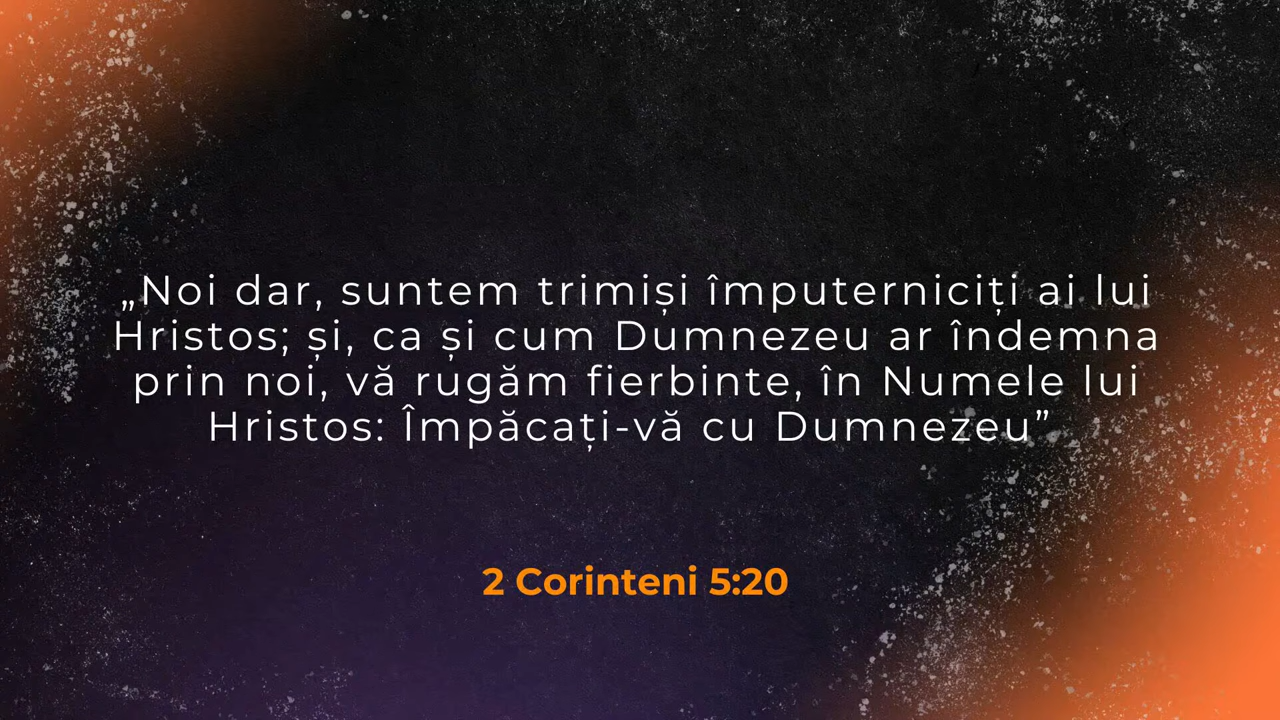 „Noi dar, suntem trimiși împuterniciți ai lui
Hristos; și, ca și cum Dumnezeu ar îndemna
prin noi, vă rugăm fierbinte, în Numele lui
Hristos: Împăcați-vă cu Dumnezeu”
2 Corinteni 5:20